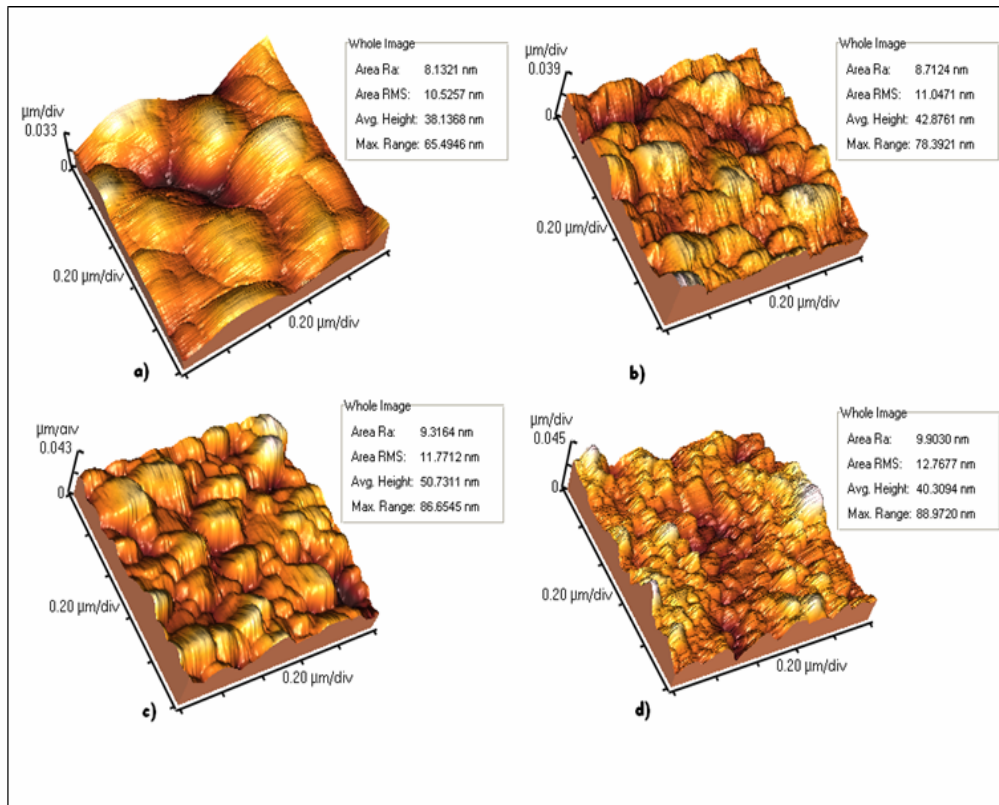 Whole Image
Area Ra: 8.1321 nm
Area RMS: 10.5257 nm
Avg. Height: 38.1368 nm
Max. Range: 65.4946 nm
µm/div
0.033
0
0.20 µm/div
0.20 µm/div
a)
Whole Image
Area Ra: 8.7124 nm
Area RMS: 11.0471 nm
Avg. Height: 42.8761 nm
Max. Range: 78.3921 nm
µm/div
0.039
0
0.20 µm/div
0.20 µm/div
b)
Whole Image
Area Ra: 9.3164 nm
Area RMS: 11.7712 nm
Avg. Height: 50.7311 nm
Max. Range: 86.6545 nm
µm/div
0.043
0
0.20 µm/div
0.20 µm/div
c)
Whole Image
Area Ra: 9.9030 nm
Area RMS: 12.7677 nm
Avg. Height: 40.3094 nm
Max. Range: 88.9720 nm
µm/div
0.045
0
0.20 µm/div
0.20 µm/div
d)